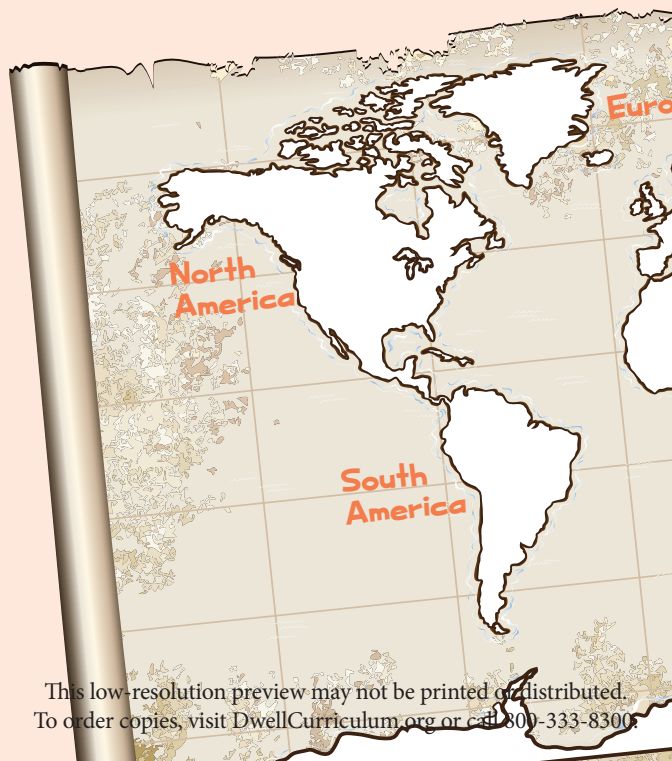 Euro
North
America
South
America
This low-resolution preview may not be printed or distributed.
To order copies, visit DwellCurriculum.org or call 800-333-8300.